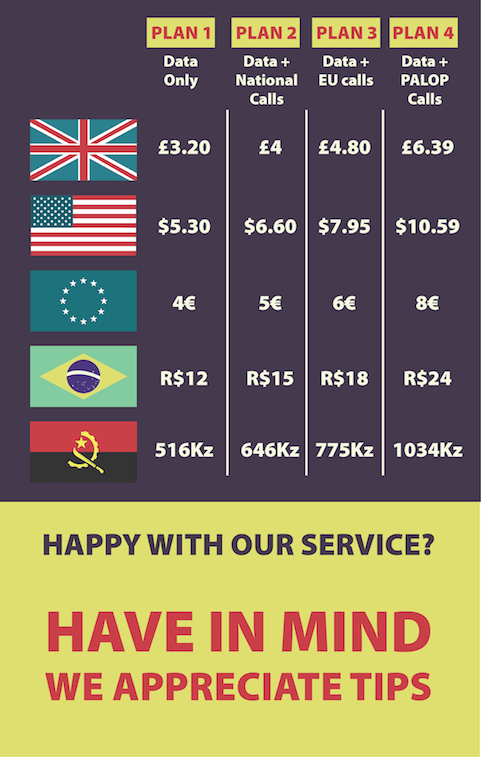 PLAN 1 PLAN 2 PLAN 3 PLAN 4
Data Data + Data + Data +
Only National EU calls PALOP
Calls Calls
£3.20 £4 £4.80 £6.39
$5.30 $6.60 $7.95 $10.59
4€ 5€ 6€ 8€
R$12 R$15 R$18 R$24
516Kz 646Kz 775Kz 1034Kz
HAPPY WITH OUR SERVICE?
HAVE IN MIND
WE APPRECIATE TIPS